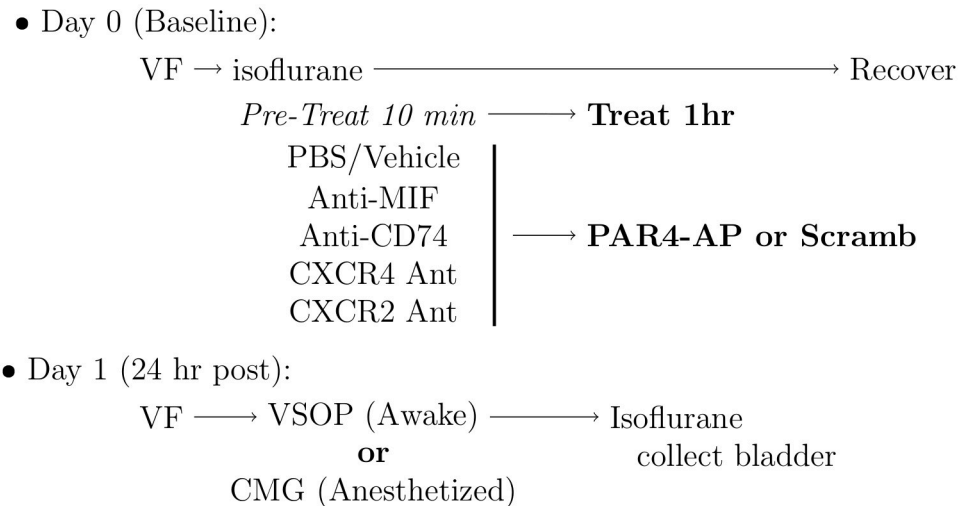 • Day 0 (Baseline):
VF → isoflurane → Recover
Pre-Treat 10 min → Treat 1hr
PBS/Vehicle
Anti-MIF
Anti-CD74 → PAR4-AP or Scramb
CXCR4 Ant
CXCR2 Ant
• Day 1 (24 hr post):
VF → VSOP (Awake) → Isoflurane
or collect bladder
CMG (Anesthetized)